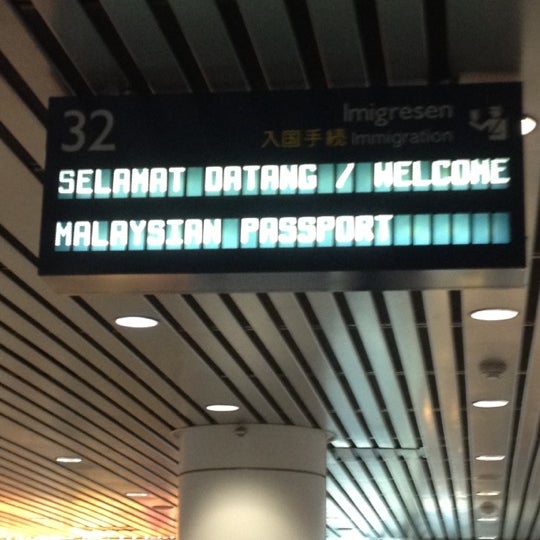 32
Imigresen
入国手続 Immigration
SELAMAT DATANG / WELCOME
MALAYSIAN PASSPORT